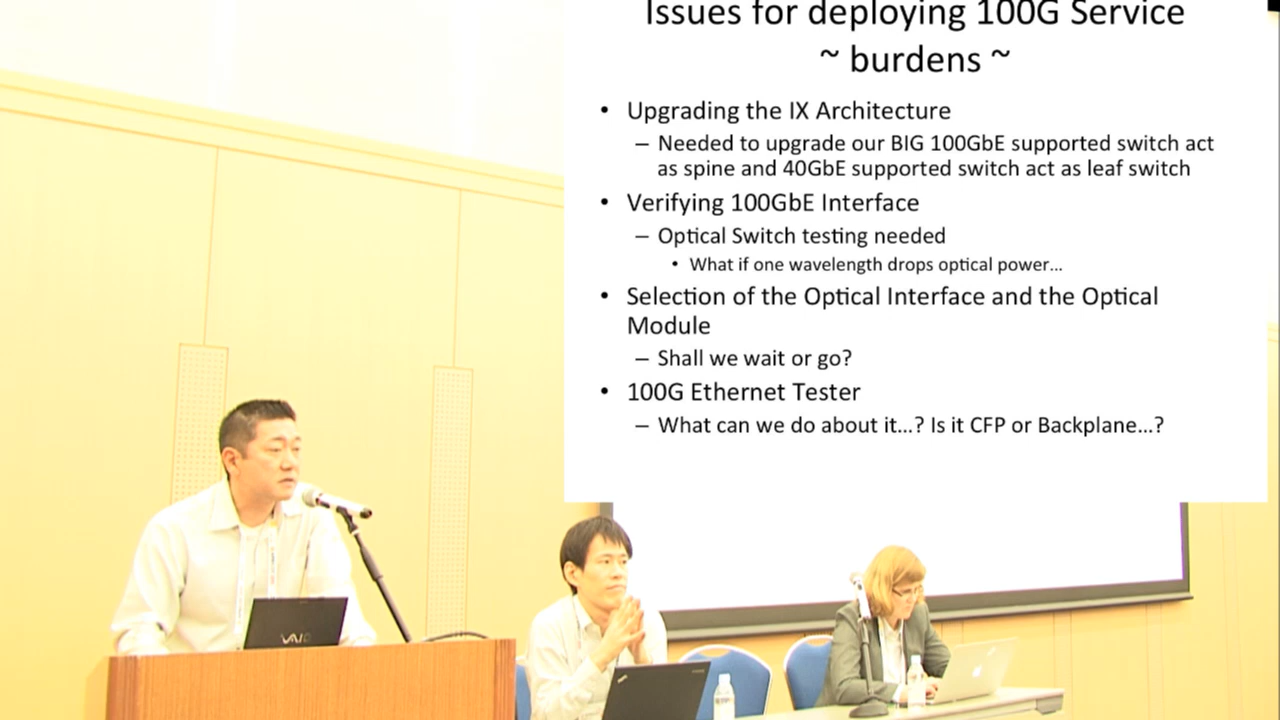 Issues for deploying 100G Service
~ burdens ~
• Upgrading the IX Architecture
– Needed to upgrade our BIG 100GbE supported switch act
as spine and 40GbE supported switch act as leaf switch
• Verifying 100GbE Interface
– Optical Switch testing needed
• What if one wavelength drops optical power...
• Selection of the Optical Interface and the Optical
Module
– Shall we wait or go?
• 100G Ethernet Tester
– What can we do about it...? Is it CFP or Backplane...?
VAIO